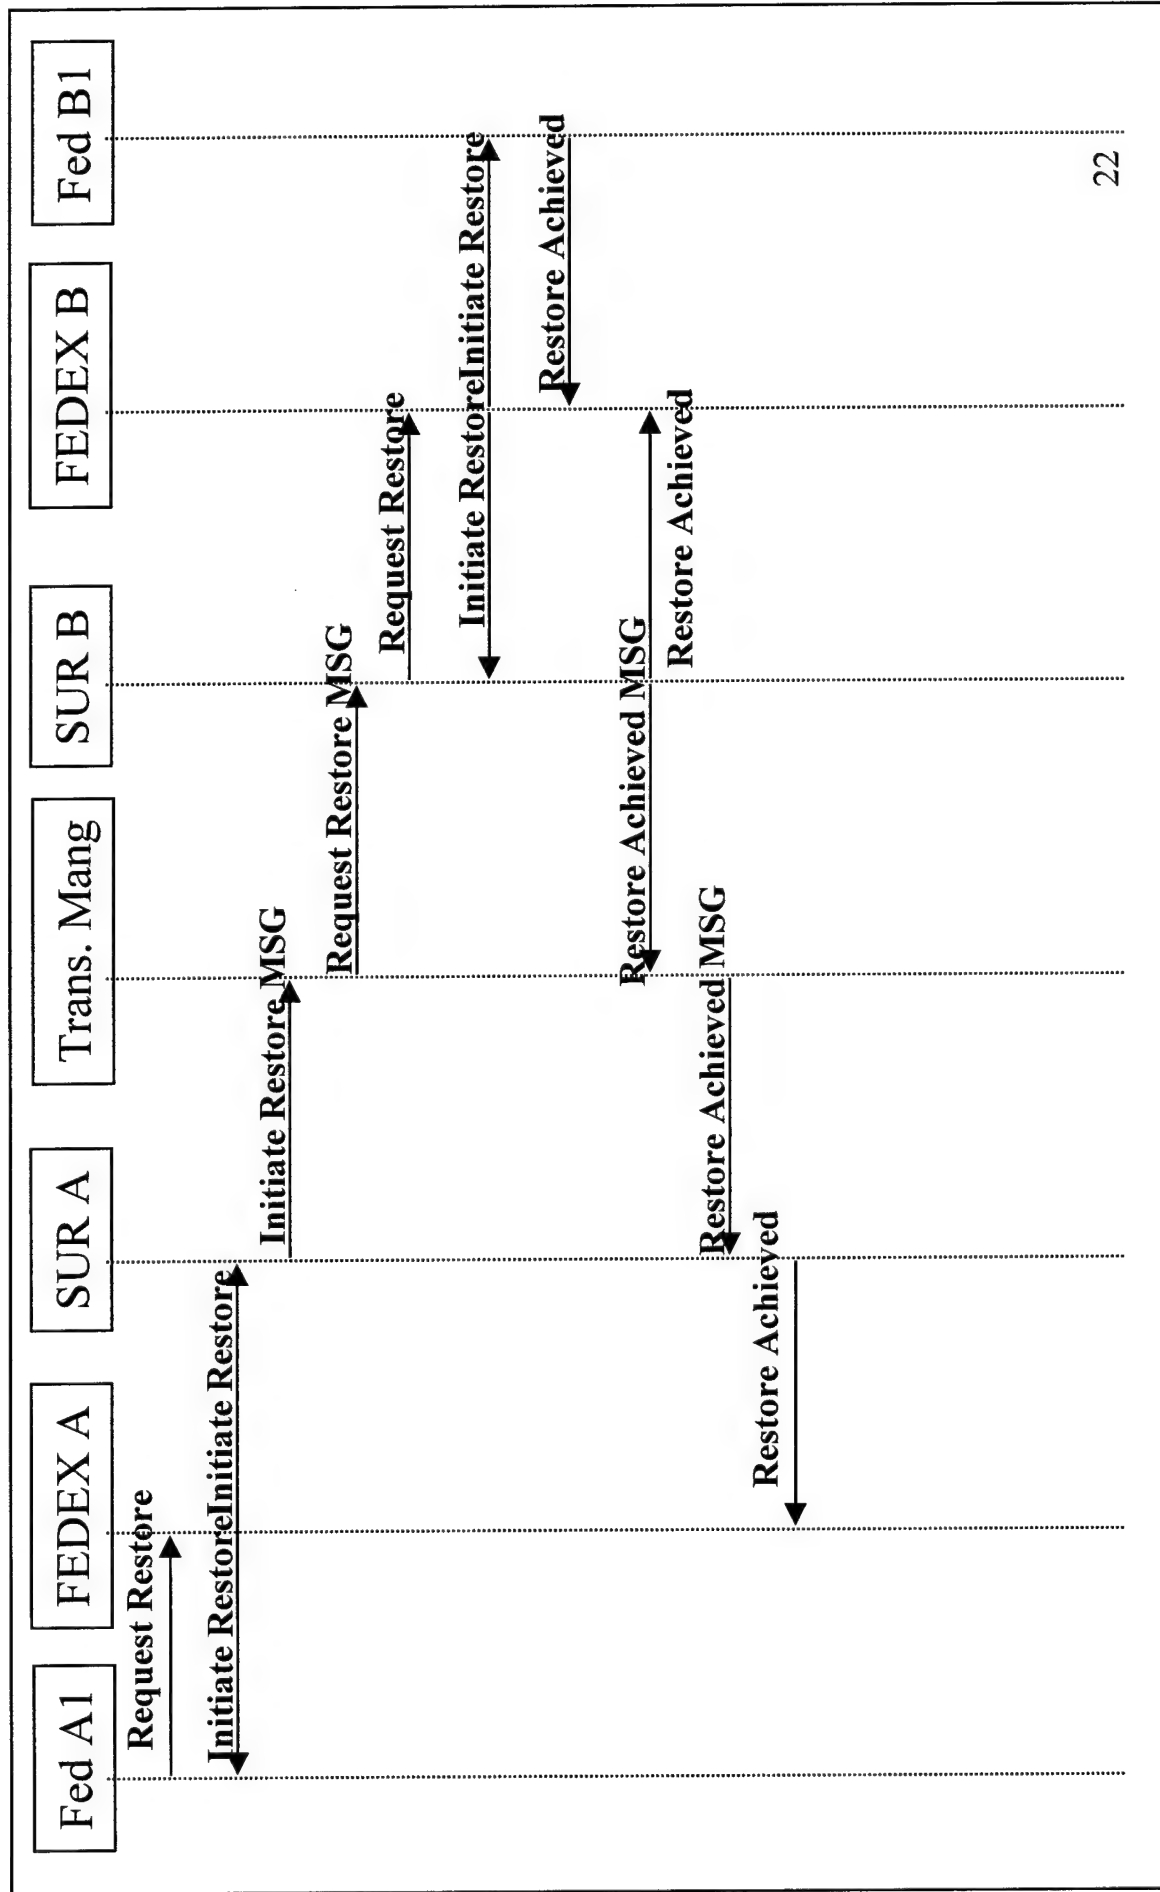 Fed A1
FEDEX A
SUR A
Trans. Mang
SUR B
FEDEX B
Fed B1
Request Restore
Initiate Restore
Initiate Restore
Initiate Restore MSG
Request Restore MSG
Request Restore
Initiate Restore
Initiate Restore
Restore Achieved
Restore Achieved MSG
Restore Achieved
Restore Achieved MSG
Restore Achieved
22